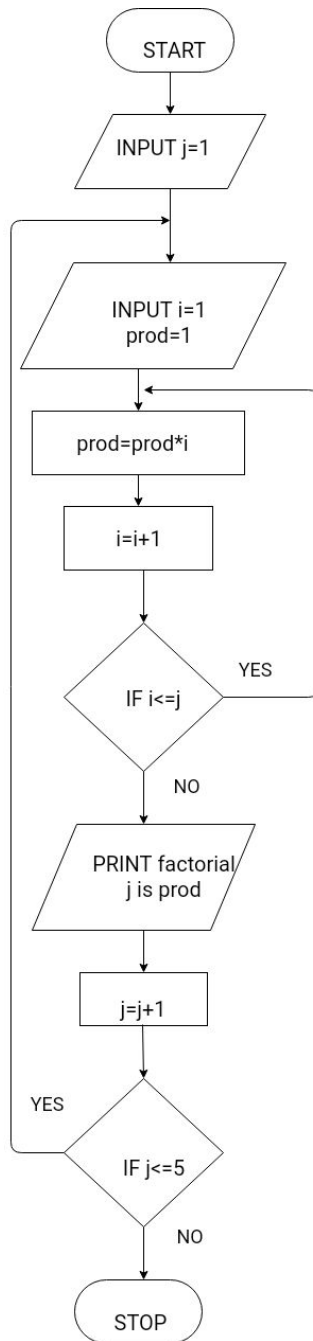 START
INPUT j=1
INPUT i=1
prod=1
prod=prod*i
i=i+1
IF i<=j
YES
NO
PRINT factorial
j is prod
j=j+1
YES
IF j<=5
NO
STOP